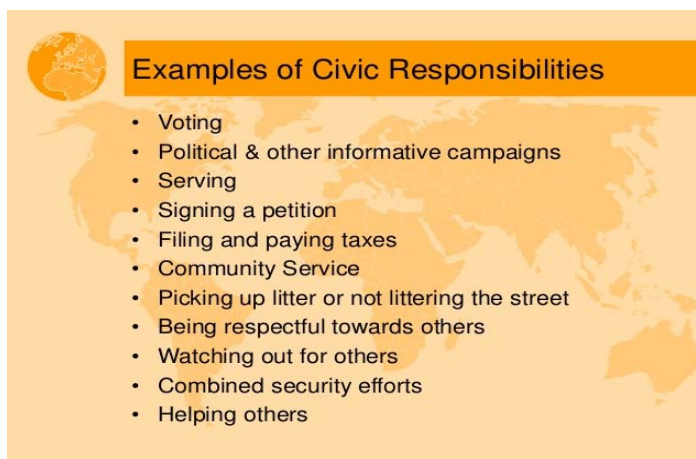 Examples of Civic Responsibilities
• Voting
• Political & other informative campaigns
• Serving
• Signing a petition
• Filing and paying taxes
• Community Service
• Picking up litter or not littering the street
• Being respectful towards others
• Watching out for others
• Combined security efforts
• Helping others